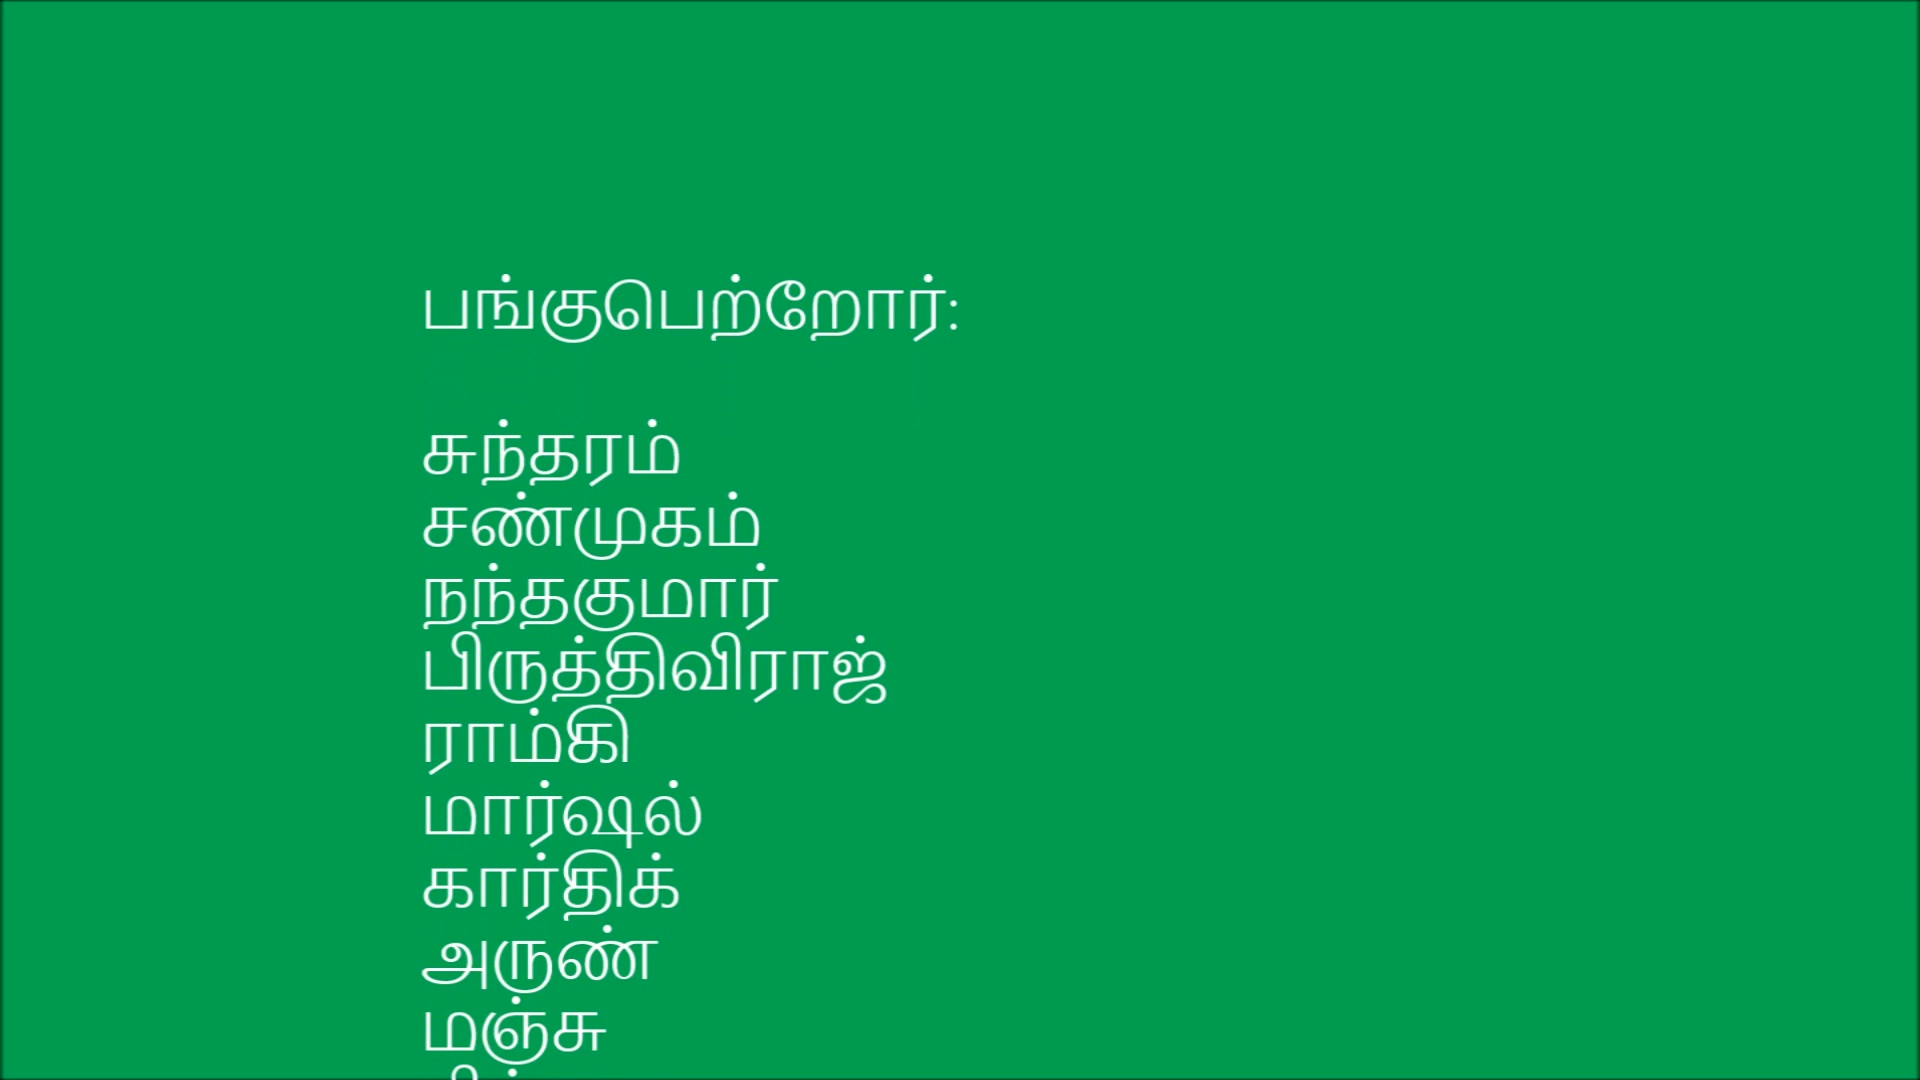 பங்குபெற்றோர்:
சுந்தரம்
சண்முகம்
நந்தகுமார்
பிருத்திவிராஜ்
ராம்கி
மார்ஷல்
கார்திக்
அருண்
மஞ்சு